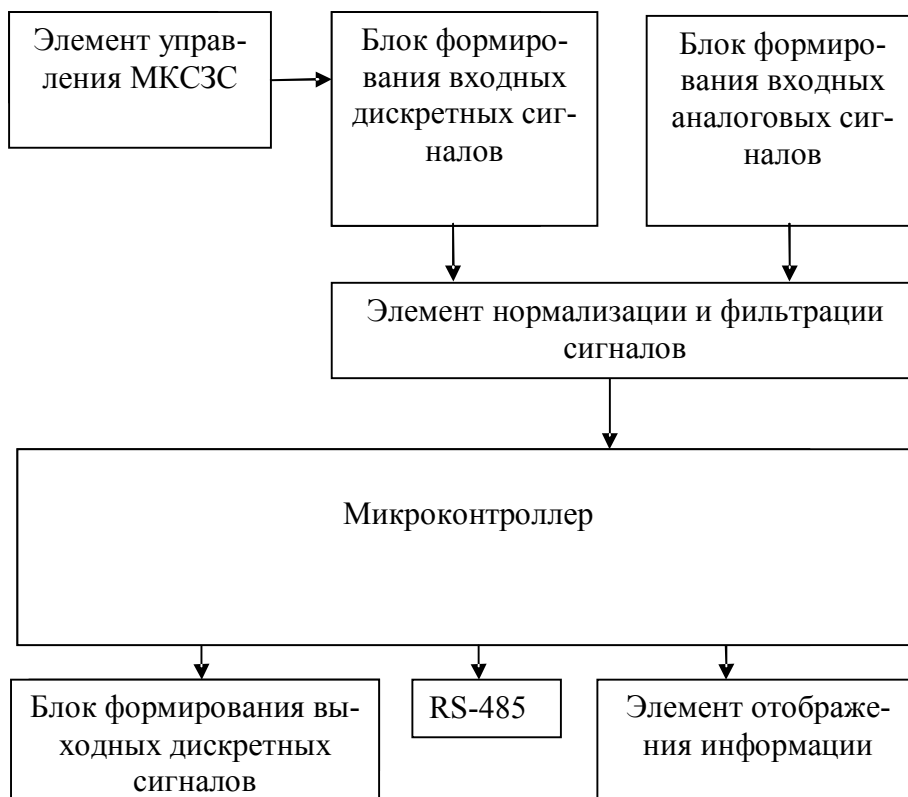 Элемент управ-
ления МКСЗС
Блок формиро-
вания входных
дискретных сиг-
налов
Блок формиро-
вания входных
аналоговых сиг-
налов
Элемент нормализации и фильтрации
сигналов
Микроконтроллер
Блок формирования вы-
ходных дискретных
сигналов
RS-485
Элемент отображе-
ния информации